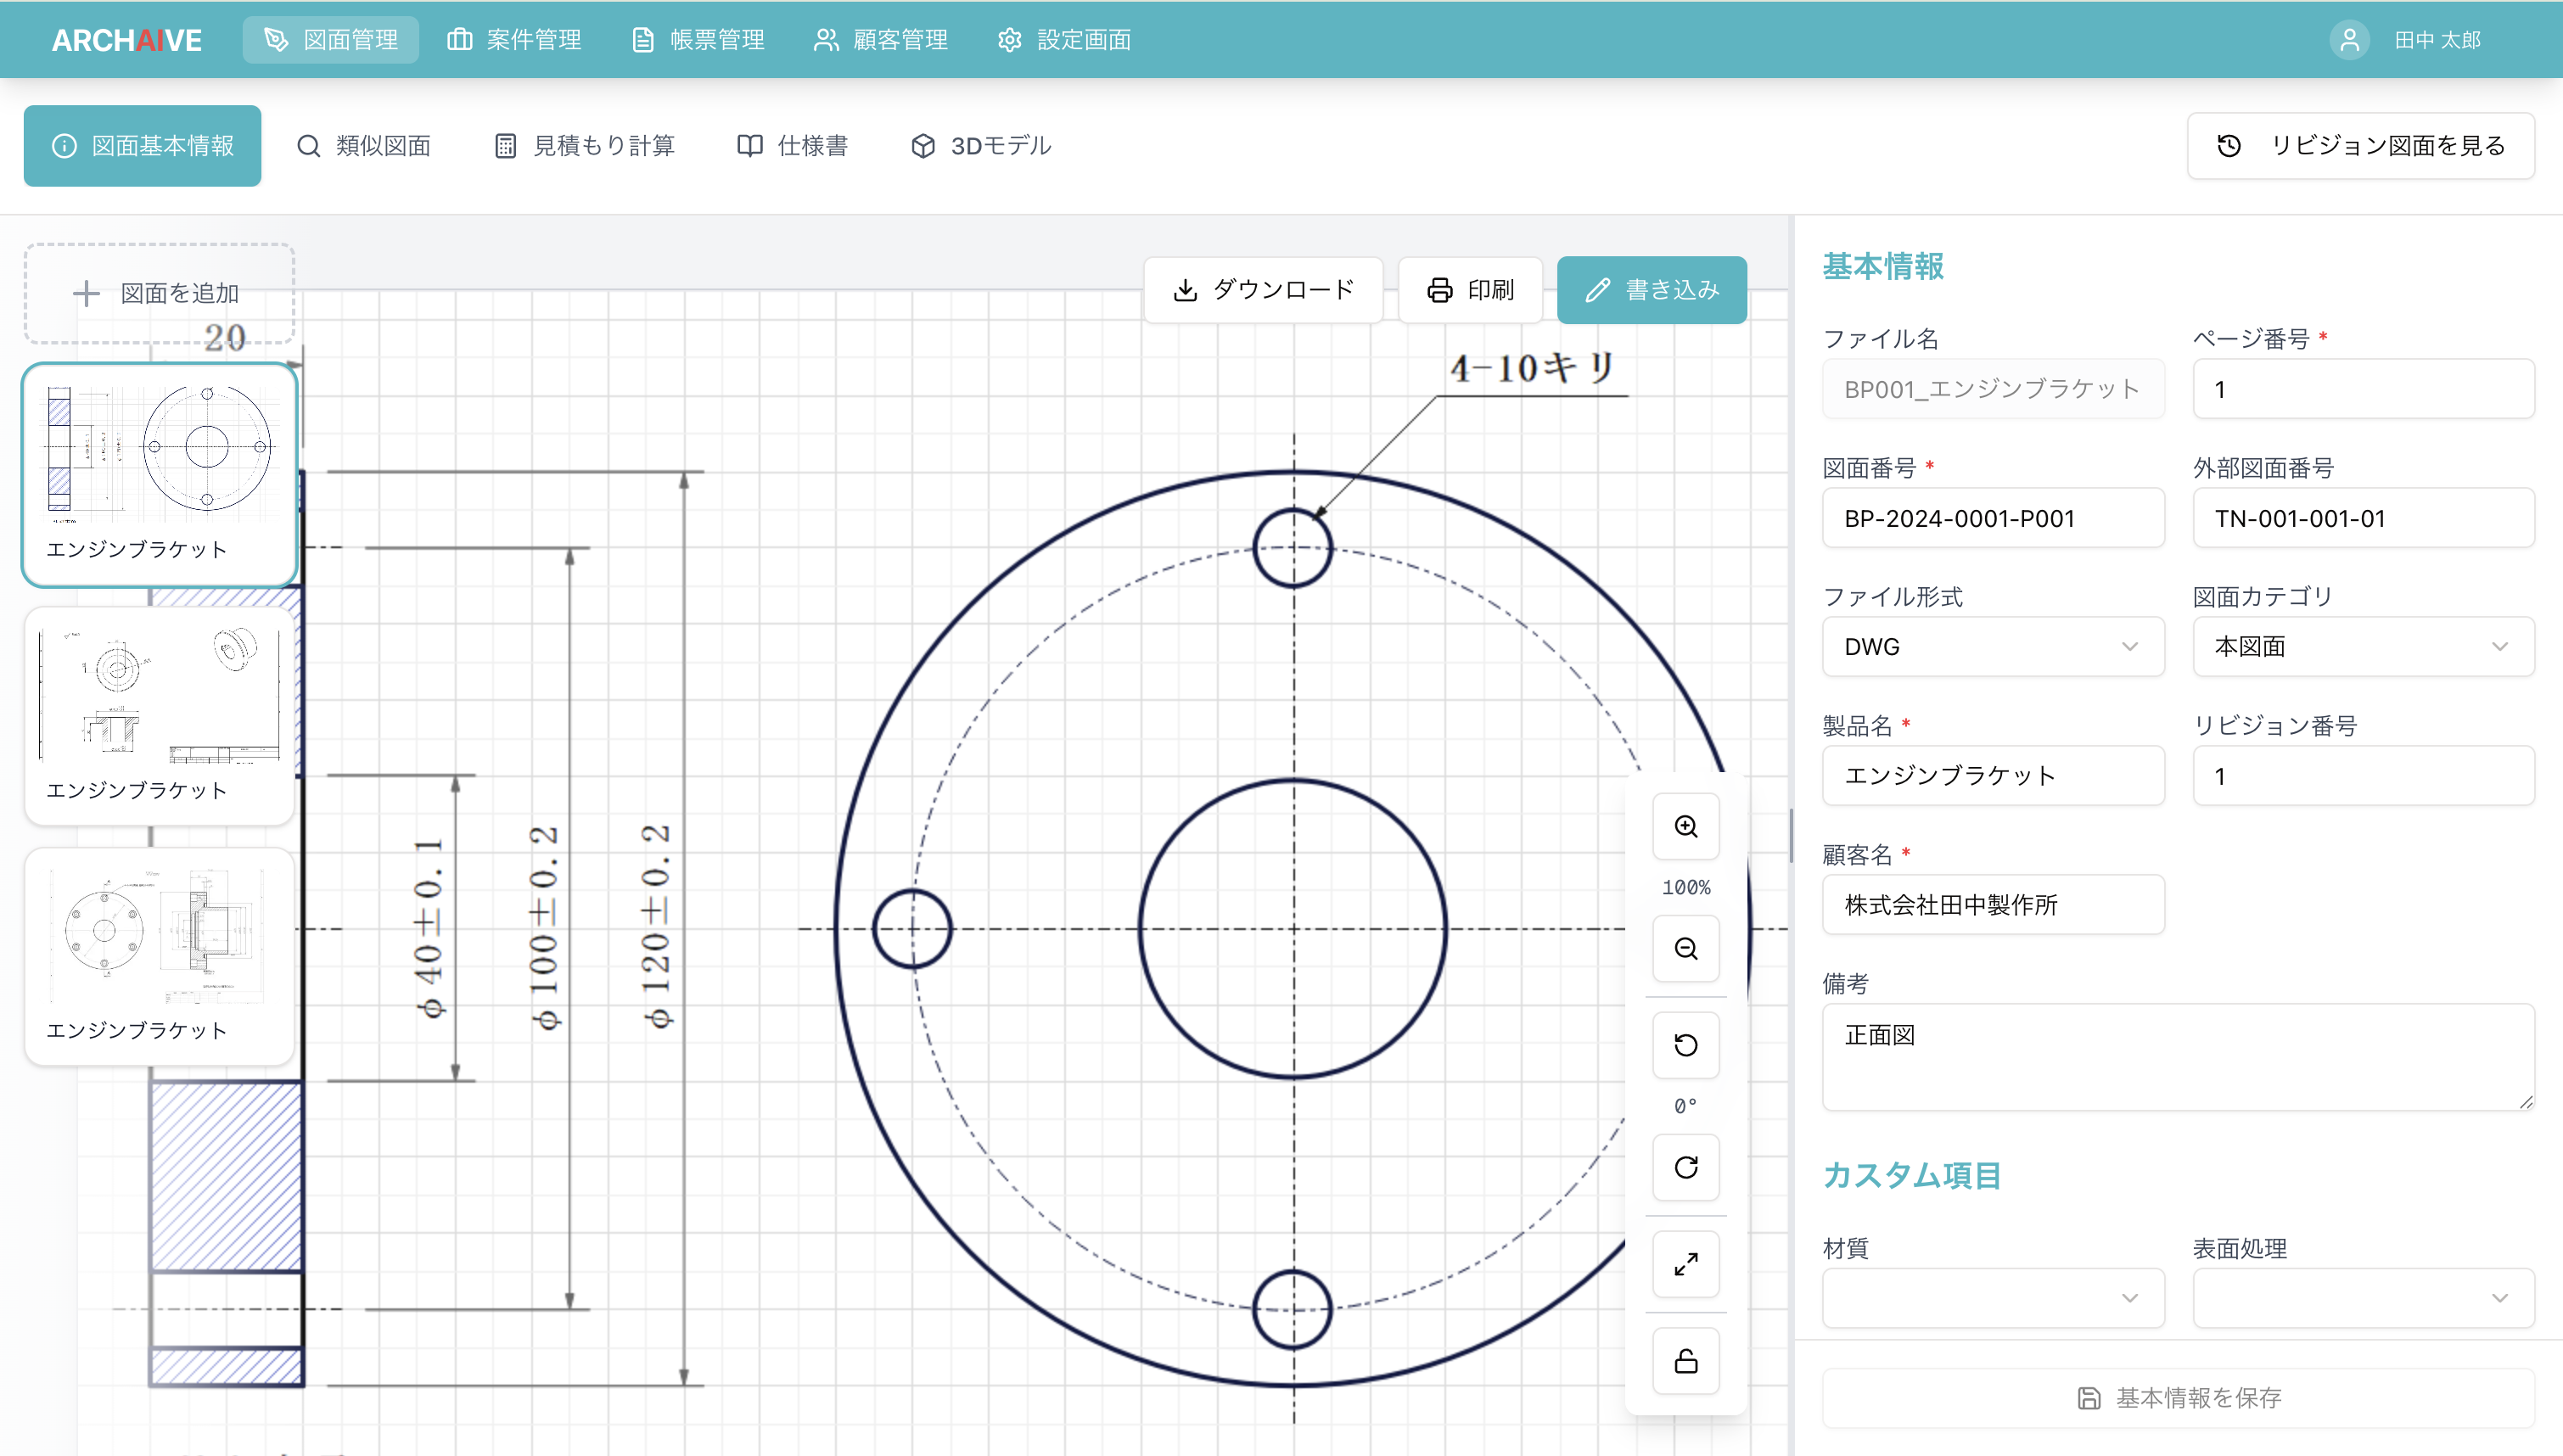 ARCHAIVE 図面管理 案件管理 帳票管理 顧客管理 設定画面 田中 太郎
図面基本情報 類似図面 見積もり計算 仕様書 3Dモデル リビジョン図面を見る
図面を追加
エンジンブラケット
エンジンブラケット
エンジンブラケット
ダウンロード 印刷 書き込み
20
4-10キリ
φ40±0.1
φ100±0.2
φ120±0.2
100%
0°
基本情報
ファイル名 ページ番号 *
BP001_エンジンブラケット 1
図面番号 * 外部図面番号
BP-2024-0001-P001 TN-001-001-01
ファイル形式 図面カテゴリ
DWG 本図面
製品名 * リビジョン番号
エンジンブラケット 1
顧客名 *
株式会社田中製作所
備考
正面図
カスタム項目
材質 表面処理
基本情報を保存